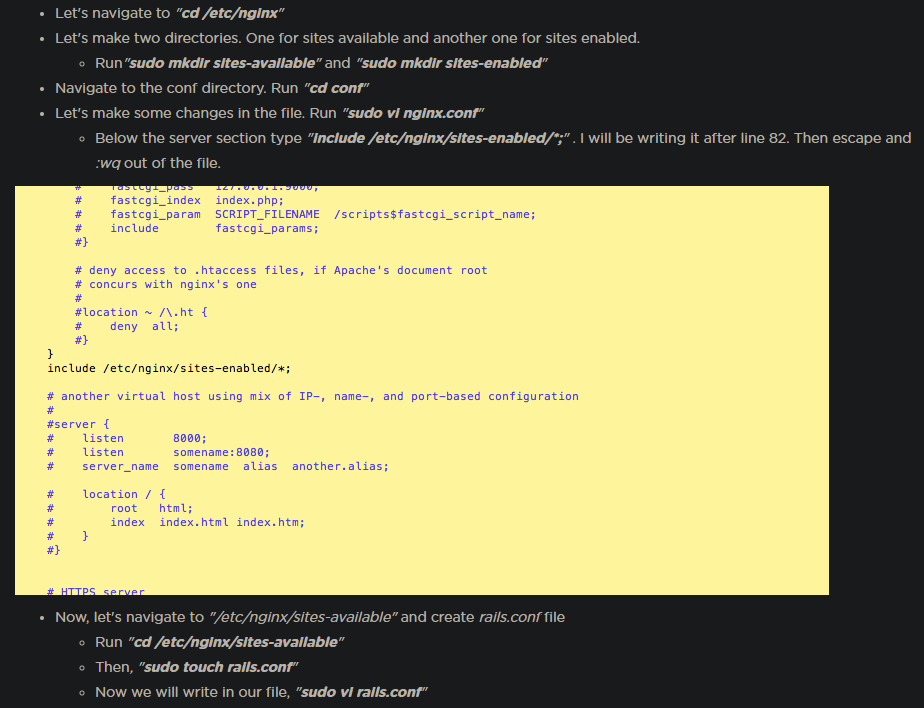 Let's navigate to "cd /etc/nginx"
Let's make two directories. One for sites available and another one for sites enabled.
Run "sudo mkdir sites-available" and "sudo mkdir sites-enabled"
Navigate to the conf directory. Run "cd conf"
Let's make some changes in the file. Run "sudo vi nginx.conf"
Below the server section type "include /etc/nginx/sites-enabled/*;" . I will be writing it after line 82. Then escape and
:wq out of the file.
#    fastcgi_pass   127.0.0.1:9000;
#    fastcgi_index  index.php;
#    fastcgi_param  SCRIPT_FILENAME  /scripts$fastcgi_script_name;
#    include        fastcgi_params;
#}
# deny access to .htaccess files, if Apache's document root
# concurs with nginx's one
#
#location ~ /\.ht {
#    deny  all;
#}
}
include /etc/nginx/sites-enabled/*;
# another virtual host using mix of IP-, name-, and port-based configuration
#
#server {
#    listen       8000;
#    listen       somename:8080;
#    server_name  somename  alias  another.alias;
#    location / {
#        root   html;
#        index  index.html index.htm;
#    }
#}
# HTTPS server
Now, let's navigate to "/etc/nginx/sites-available" and create rails.conf file
Run "cd /etc/nginx/sites-available"
Then, "sudo touch rails.conf"
Now we will write in our file, "sudo vi rails.conf"